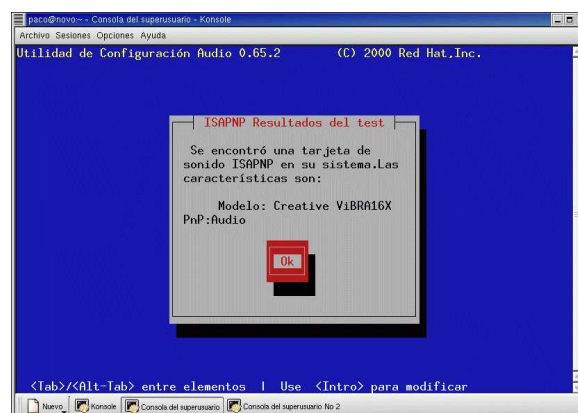 paco@novo:~ - Consola del superusuario - Konsole
Archivo Sesiones Opciones Ayuda
Utilidad de Configuración Audio 0.65.2 (C) 2000 Red Hat,Inc.
ISAPNP Resultados del test
Se encontró una tarjeta de
sonido ISAPNP en su sistema.Las
características son:
Modelo: Creative ViBRA16X
PnP:Audio
Ok
<Tab>/<Alt-Tab> entre elementos | Use <Intro> para modificar
Nuevo Konsole Consola del superusuario Consola del superusuario No 2